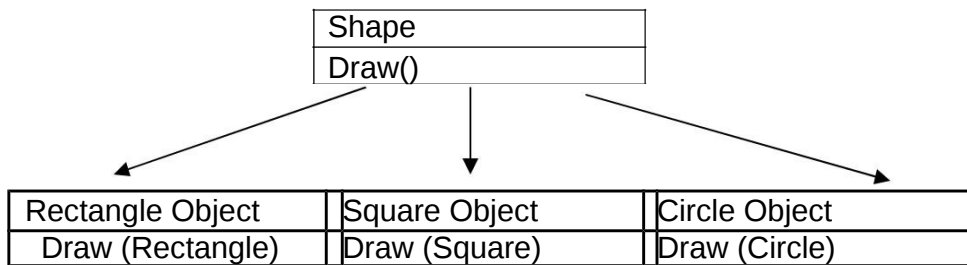 Shape
Draw()
Rectangle Object
Square Object
Circle Object
Draw (Rectangle)
Draw (Square)
Draw (Circle)